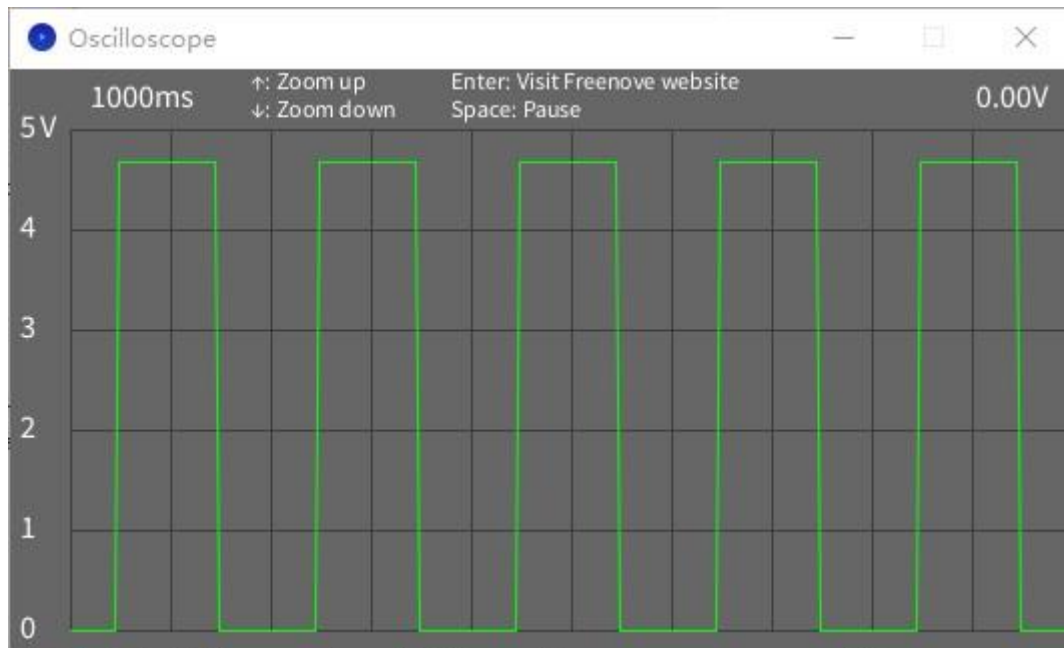 Oscilloscope
1000ms
↑: Zoom up
↓: Zoom down
Enter: Visit Freenove website
Space: Pause
0.00V
5V
4
3
2
1
0